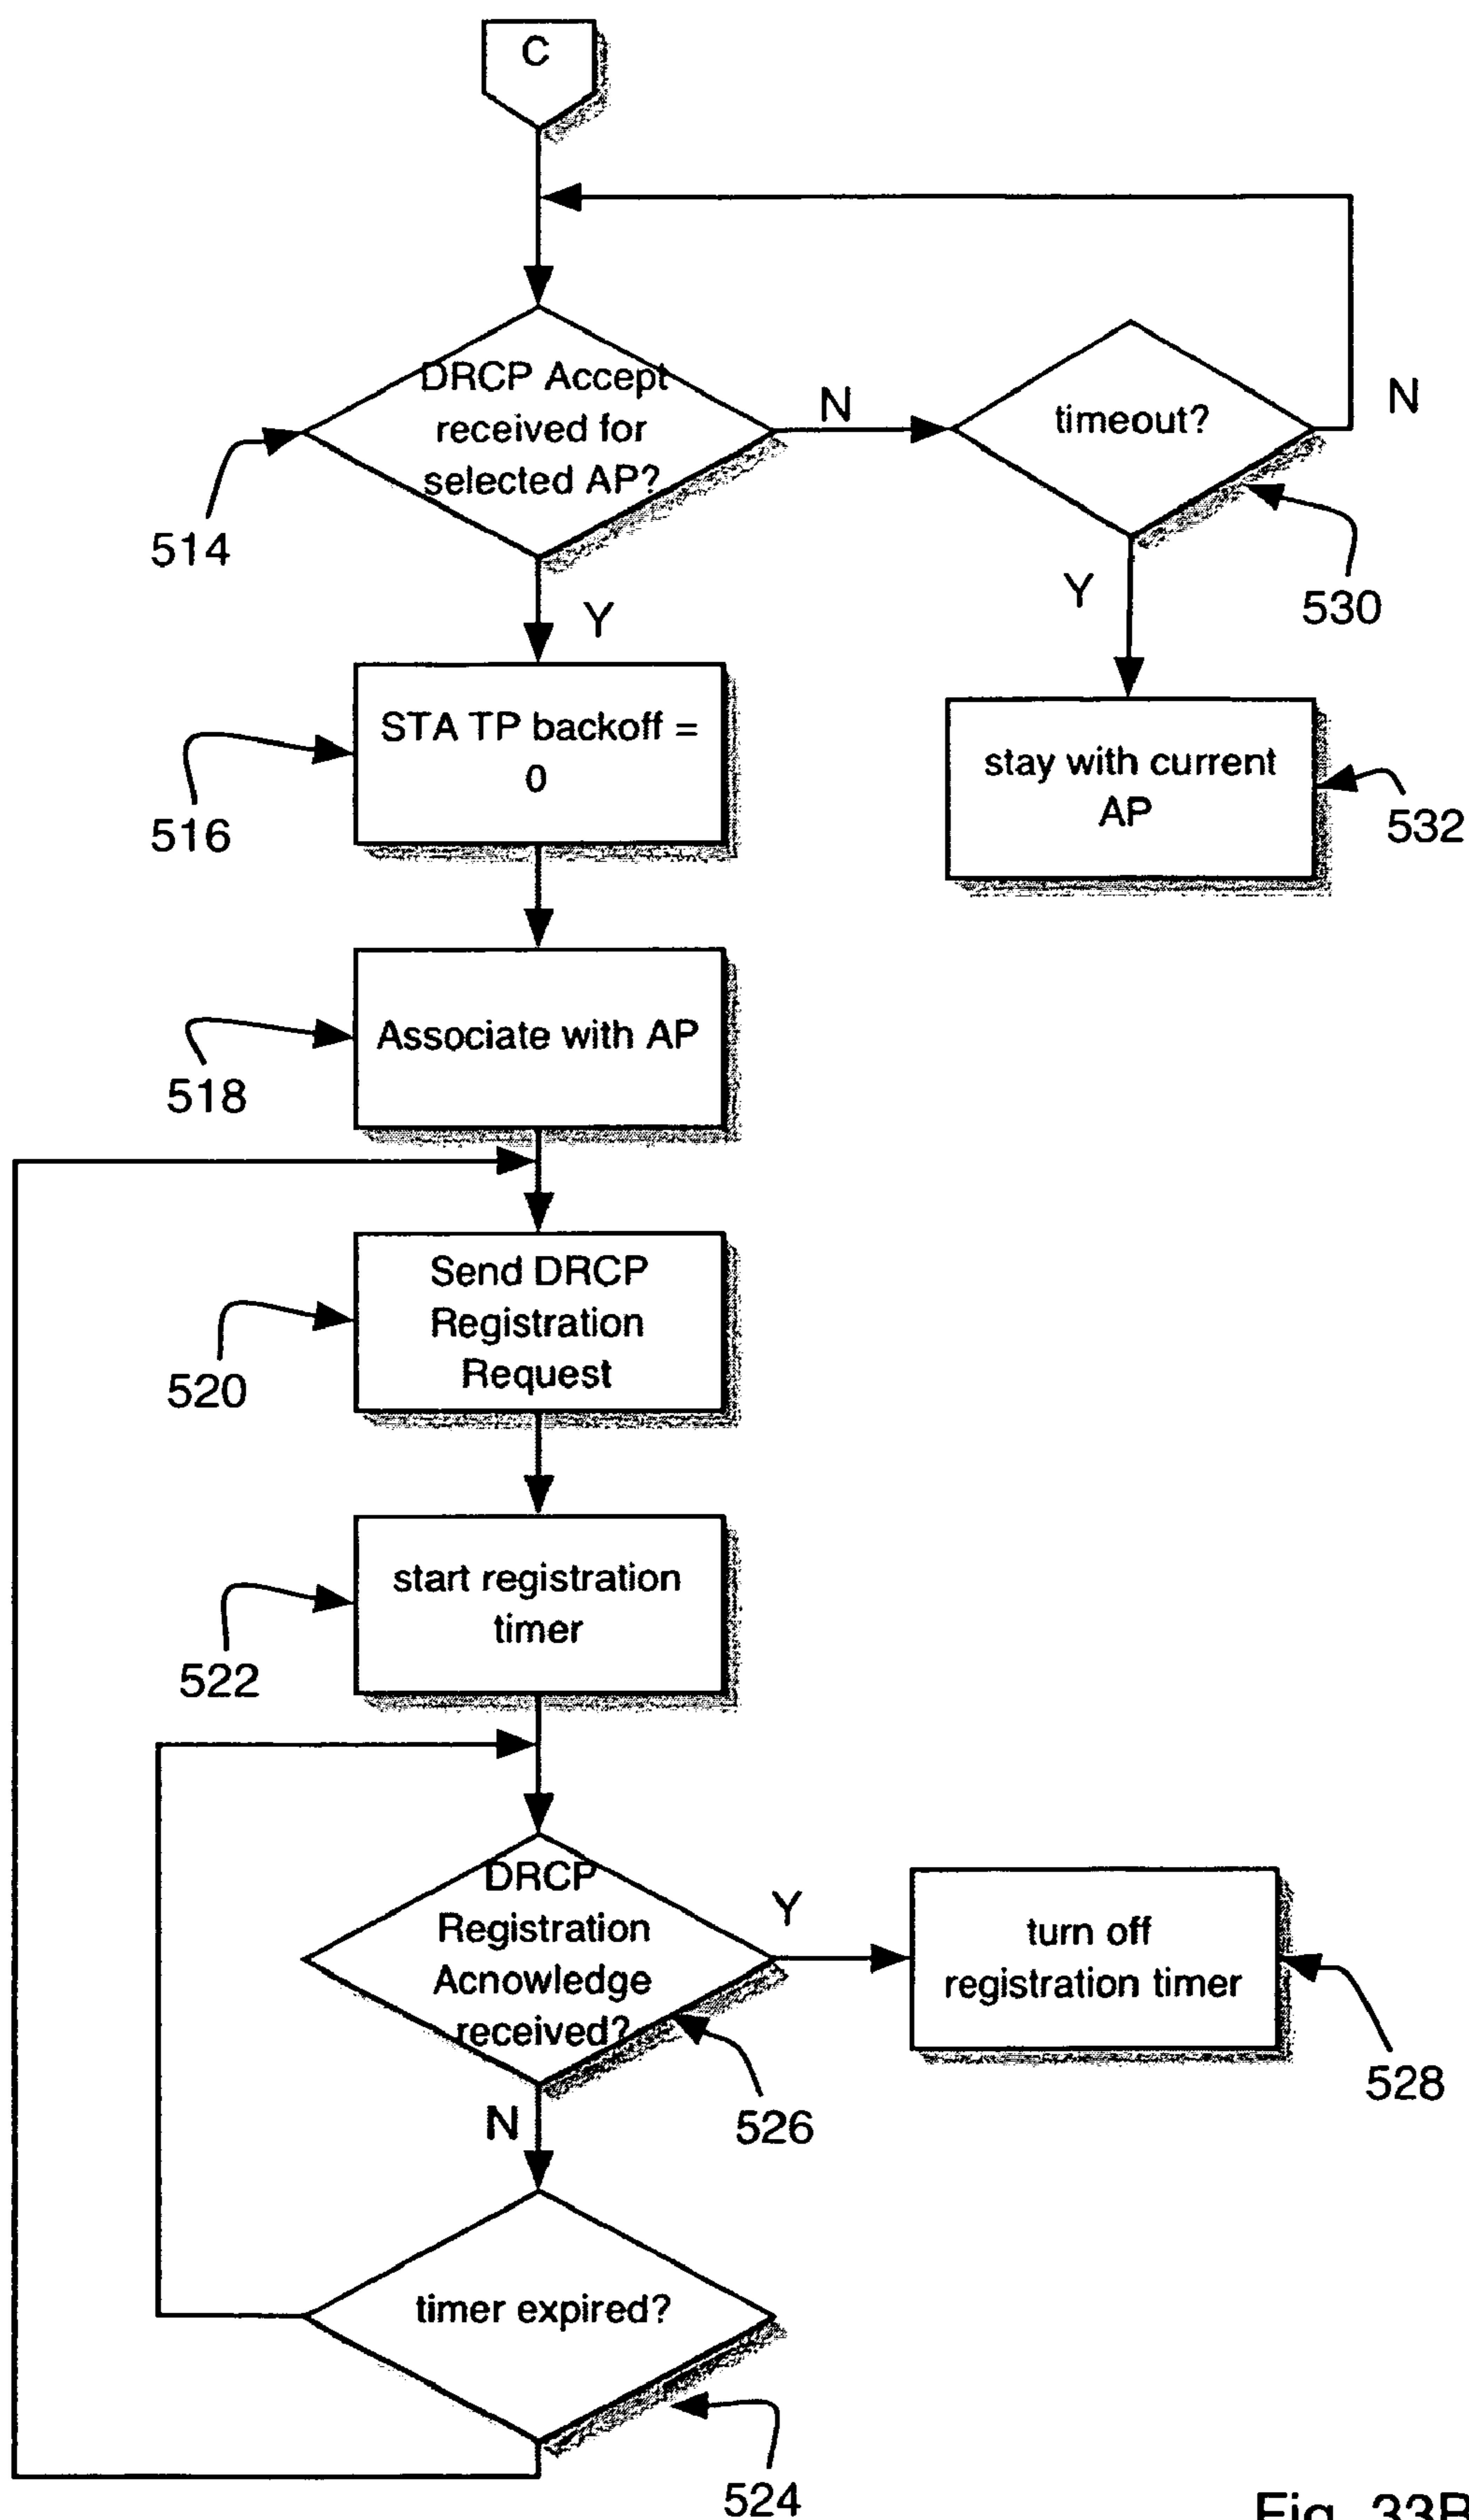 C
DRCP Accept
received for
selected AP?
N
timeout?
N
514
530
Y
Y
STA TP backoff =
0
516
stay with current
AP
532
Associate with AP
518
Send DRCP
Registration
Request
520
start registration
timer
522
DRCP
Registration
Acnowledge
received?
Y
turn off
registration timer
526
528
N
timer expired?
524
Fig. 33B